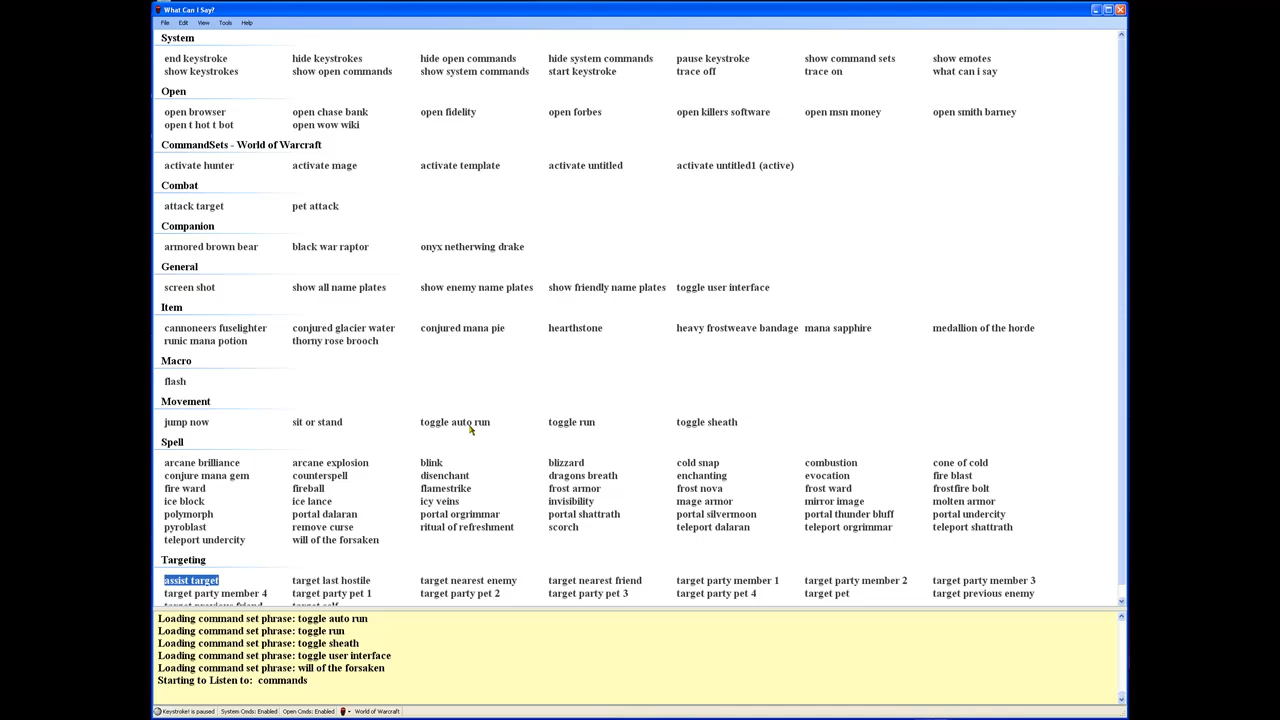 What Can I Say?
File Edit View Tools Help
System
end keystroke hide keystrokes hide open commands hide system commands pause keystroke show command sets show emotes
show keystrokes show open commands show system commands start keystroke trace off trace on what can i say
Open
open browser open chase bank open fidelity open forbes open killers software open msn money open smith barney
open t hot t bot open wow wiki
CommandSets - World of Warcraft
activate hunter activate mage activate template activate untitled activate untitled1 (active)
Combat
attack target pet attack
Companion
armored brown bear black war raptor onyx netherwing drake
General
screen shot show all name plates show enemy name plates show friendly name plates toggle user interface
Item
cannoneers fuselighter conjured glacier water conjured mana pie hearthstone heavy frostweave bandage mana sapphire medallion of the horde
runic mana potion thorny rose brooch
Macro
flash
Movement
jump now sit or stand toggle auto run toggle run toggle sheath
Spell
arcane brilliance arcane explosion blink blizzard cold snap combustion cone of cold
conjure mana gem counterspell disenchant dragons breath enchanting evocation fire blast
fire ward fireball flamestrike frost armor frost nova frost ward frostfire bolt
ice block ice lance icy veins invisibility mage armor mirror image molten armor
polymorph portal dalaran portal orgrimmar portal shattrath portal silvermoon portal thunder bluff portal undercity
pyroblast remove curse ritual of refreshment scorch teleport dalaran teleport orgrimmar teleport shattrath
teleport undercity will of the forsaken
Targeting
assist target target last hostile target nearest enemy target nearest friend target party member 1 target party member 2 target party member 3
target party member 4 target party pet 1 target party pet 2 target party pet 3 target party pet 4 target pet target previous enemy
target previous friend target self
Loading command set phrase: toggle auto run
Loading command set phrase: toggle run
Loading command set phrase: toggle sheath
Loading command set phrase: toggle user interface
Loading command set phrase: will of the forsaken
Starting to Listen to: commands
Keystroke! is paused System Cmds: Enabled Open Cmds: Enabled World of Warcraft